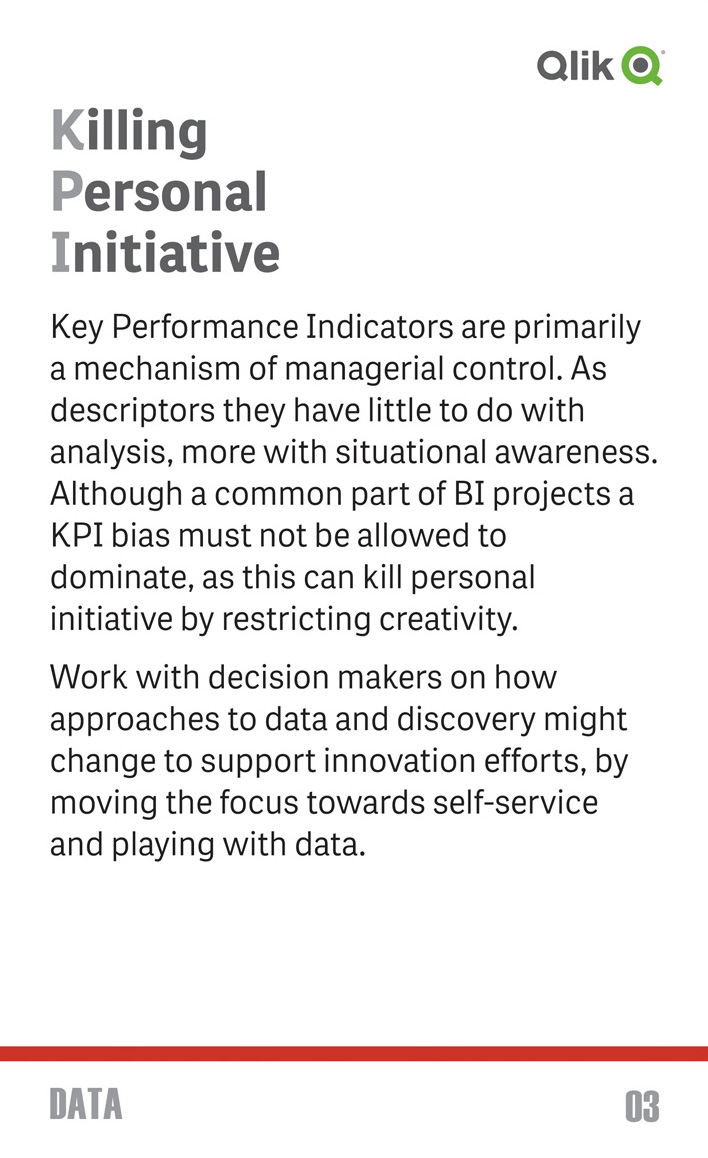 Qlik
Killing
Personal
Initiative
Key Performance Indicators are primarily
a mechanism of managerial control. As
descriptors they have little to do with
analysis, more with situational awareness.
Although a common part of BI projects a
KPI bias must not be allowed to
dominate, as this can kill personal
initiative by restricting creativity.
Work with decision makers on how
approaches to data and discovery might
change to support innovation efforts, by
moving the focus towards self-service
and playing with data.
DATA
03